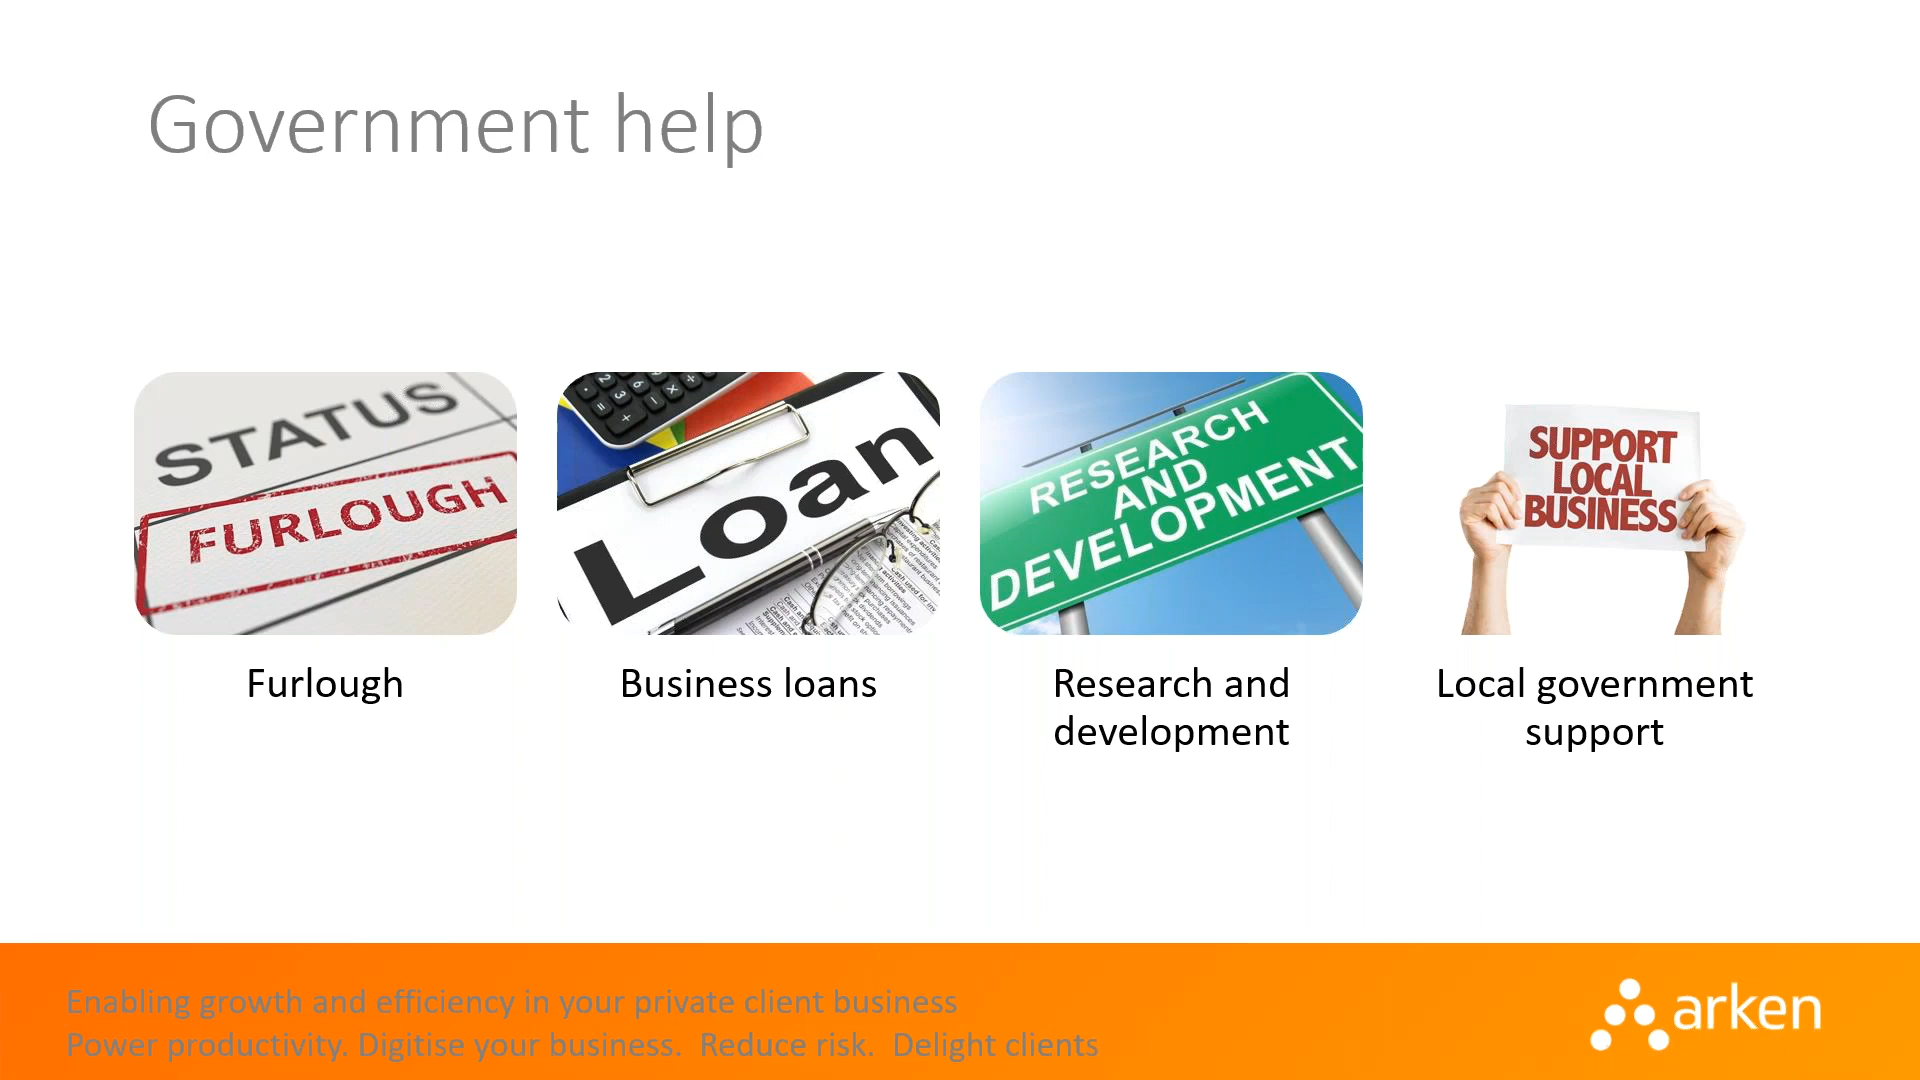 Government help
STATUS
FURLOUGH
Loan
RESEARCH
AND
DEVELOPMENT
SUPPORT
LOCAL
BUSINESS
Furlough
Business loans
Research and
development
Local government
support
Enabling growth and efficiency in your private client business
Power productivity. Digitise your business.  Reduce risk.  Delight clients
arken